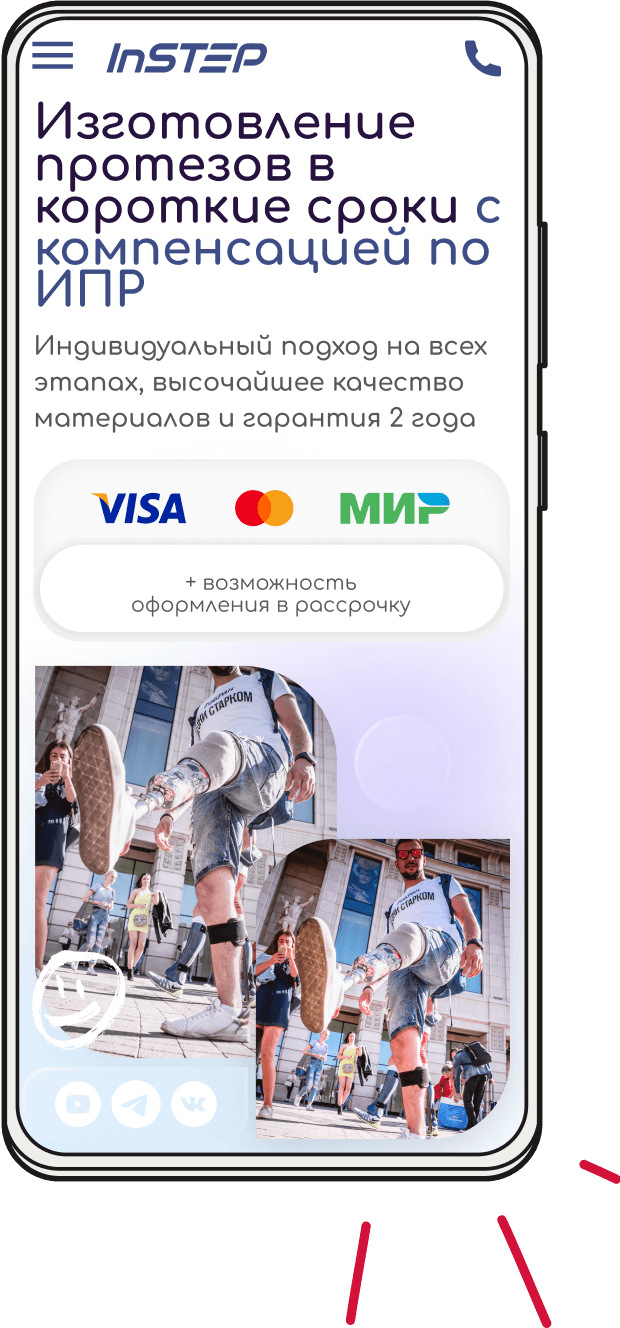 InSTEP
Изготовление
протезов в
короткие сроки с
компенсацией по
ИПР
Индивидуальный подход на всех
этапах, высочайшее качество
материалов и гарантия 2 года
VISA
МИР
+ возможность
оформления в рассрочку
СТАРКОМ
СТАРКОМ